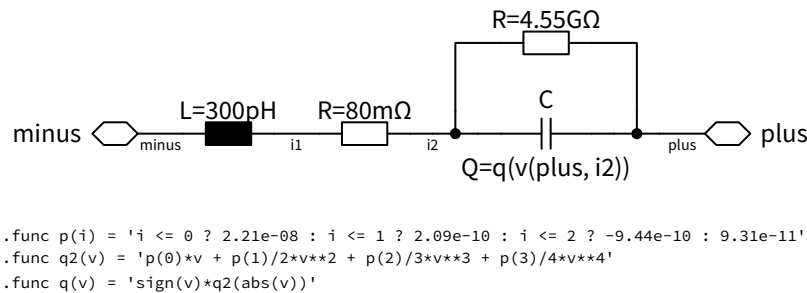 R=4.55GΩ
L=300pH R=80mΩ C
minus minus i1 i2 plus plus
Q=q(v(plus, i2))
.func p(i) = 'i <= 0 ? 2.21e-08 : i <= 1 ? 2.09e-10 : i <= 2 ? -9.44e-10 : 9.31e-11'
.func q2(v) = 'p(0)*v + p(1)/2*v**2 + p(2)/3*v**3 + p(3)/4*v**4'
.func q(v) = 'sign(v)*q2(abs(v))'